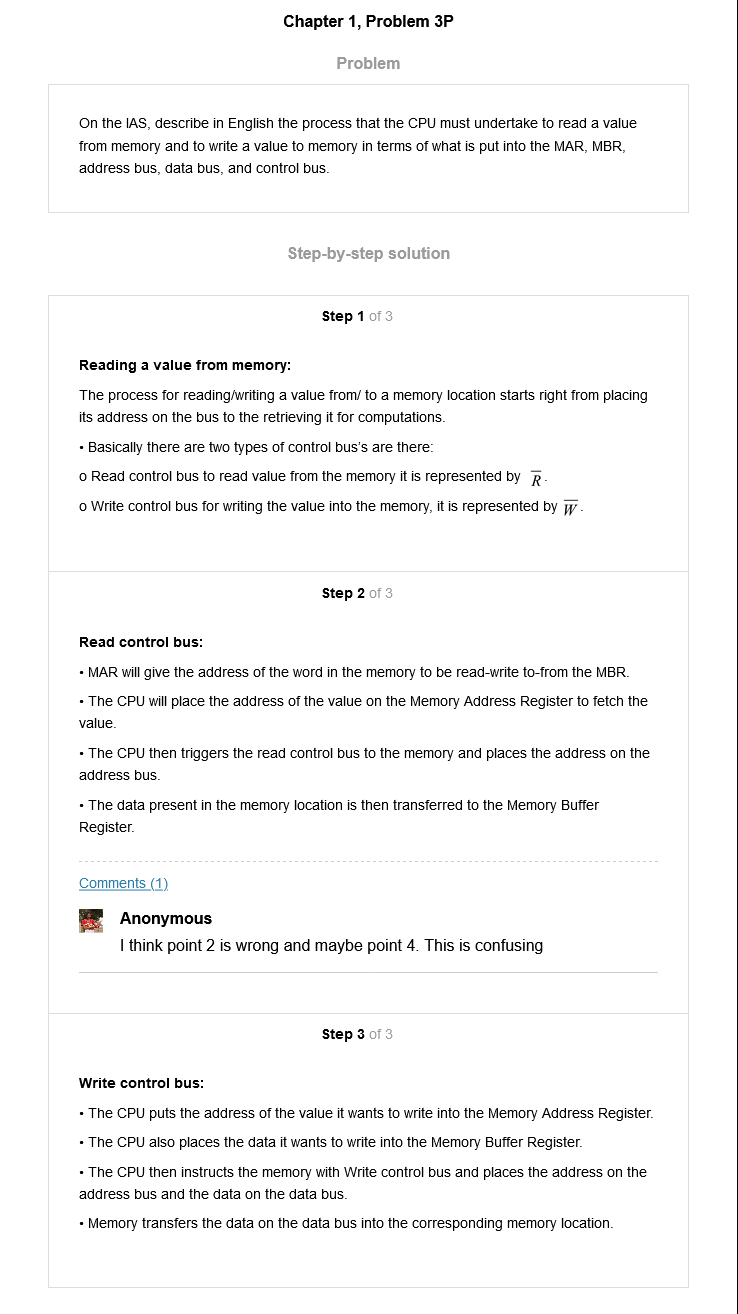 Chapter 1, Problem 3P
Problem
On the IAS, describe in English the process that the CPU must undertake to read a value
from memory and to write a value to memory in terms of what is put into the MAR, MBR,
address bus, data bus, and control bus.
Step-by-step solution
Step 1 of 3
Reading a value from memory:
The process for reading/writing a value from/ to a memory location starts right from placing
its address on the bus to the retrieving it for computations.
• Basically there are two types of control bus's are there:
o Read control bus to read value from the memory it is represented by R̅ .
o Write control bus for writing the value into the memory, it is represented by W̅ .
Step 2 of 3
Read control bus:
• MAR will give the address of the word in the memory to be read-write to-from the MBR.
• The CPU will place the address of the value on the Memory Address Register to fetch the
value.
• The CPU then triggers the read control bus to the memory and places the address on the
address bus.
• The data present in the memory location is then transferred to the Memory Buffer
Register.
Comments (1)
Anonymous
I think point 2 is wrong and maybe point 4. This is confusing
Step 3 of 3
Write control bus:
• The CPU puts the address of the value it wants to write into the Memory Address Register.
• The CPU also places the data it wants to write into the Memory Buffer Register.
• The CPU then instructs the memory with Write control bus and places the address on the
address bus and the data on the data bus.
• Memory transfers the data on the data bus into the corresponding memory location.